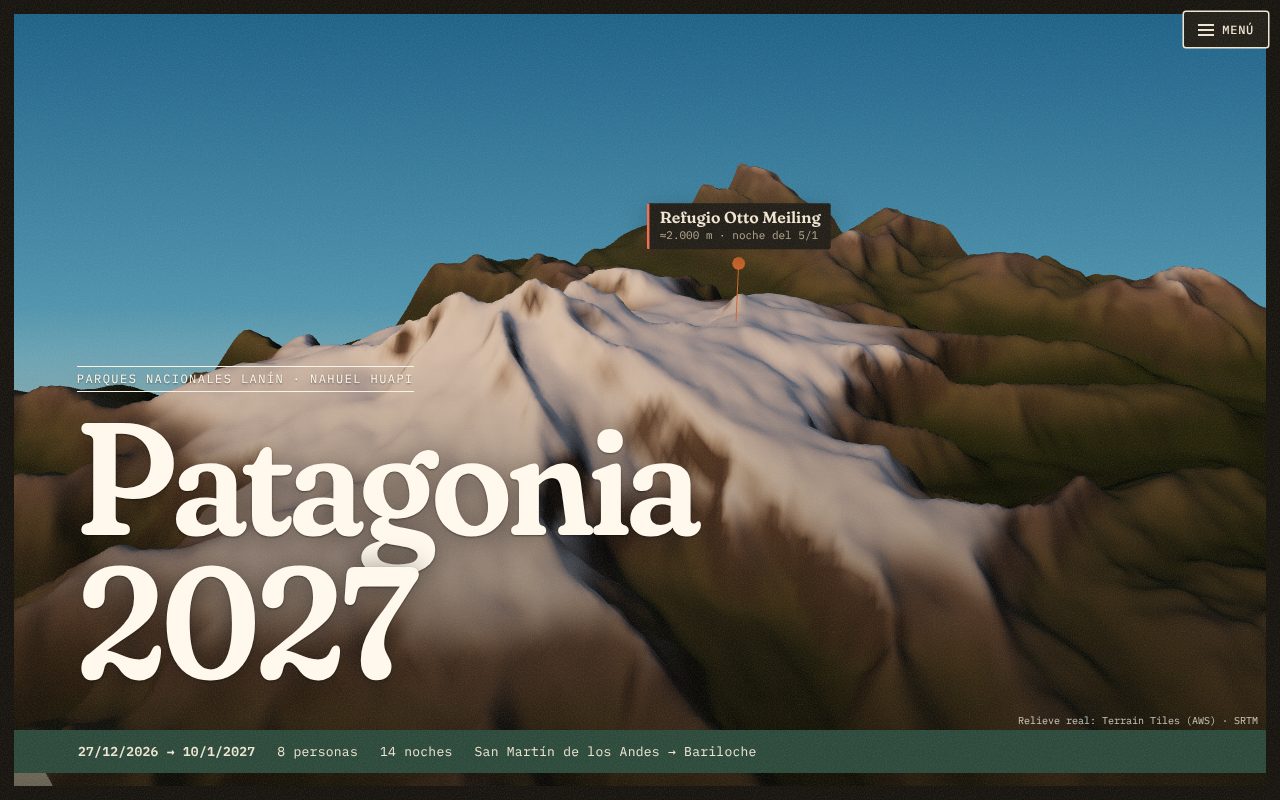 MENÚ
Refugio Otto Meiling
≈2.000 m · noche del 5/1
PARQUES NACIONALES LANÍN · NAHUEL HUAPI
Patagonia
2027
Relieve real: Terrain Tiles (AWS) · SRTM
27/12/2026 → 10/1/2027 8 personas 14 noches San Martín de los Andes → Bariloche